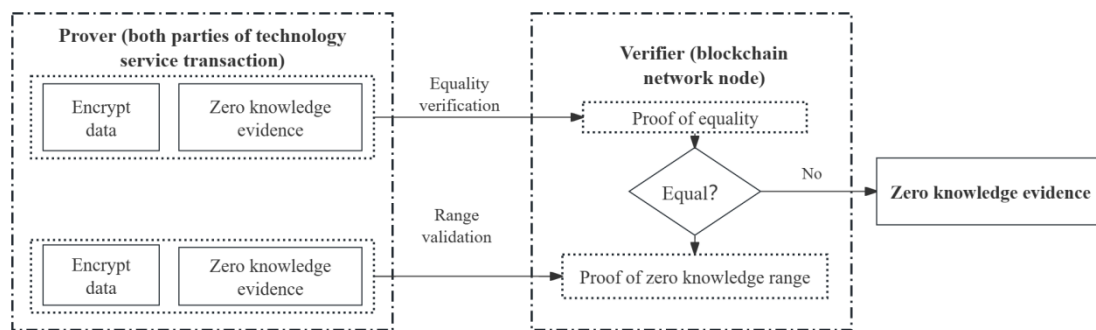 Prover (both parties of technology
service transaction)
Encrypt
data
Zero knowledge
evidence
Equality
verification
Verifier (blockchain
network node)
Proof of equality
Equal?
No
Zero knowledge evidence
Range
validation
Encrypt
data
Zero knowledge
evidence
Proof of zero knowledge range